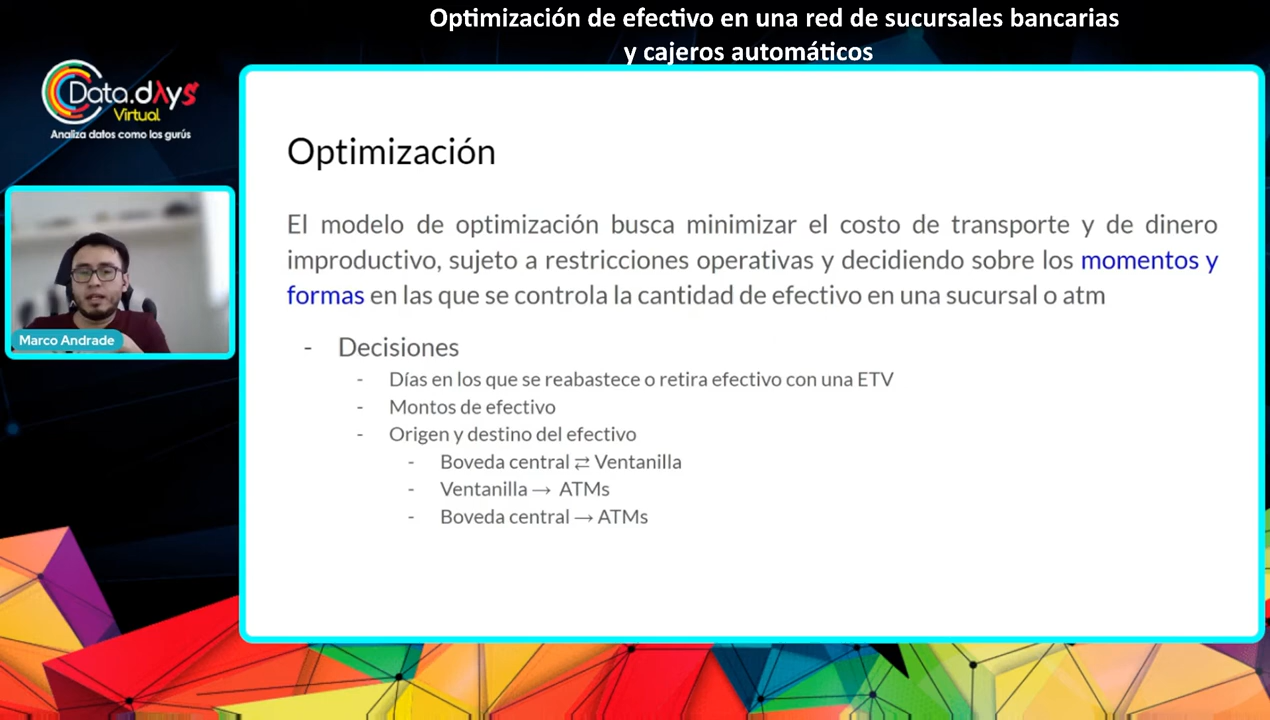 Optimización de efectivo en una red de sucursales bancarias
y cajeros automáticos
Data.dλys
Virtual
Analiza datos como los gurús
Optimización
El modelo de optimización busca minimizar el costo de transporte y de dinero
improductivo, sujeto a restricciones operativas y decidiendo sobre los momentos y
formas en las que se controla la cantidad de efectivo en una sucursal o atm
- Decisiones
- Días en los que se reabastece o retira efectivo con una ETV
- Montos de efectivo
- Origen y destino del efectivo
- Boveda central ⇄ Ventanilla
- Ventanilla → ATMs
- Boveda central → ATMs
Marco Andrade